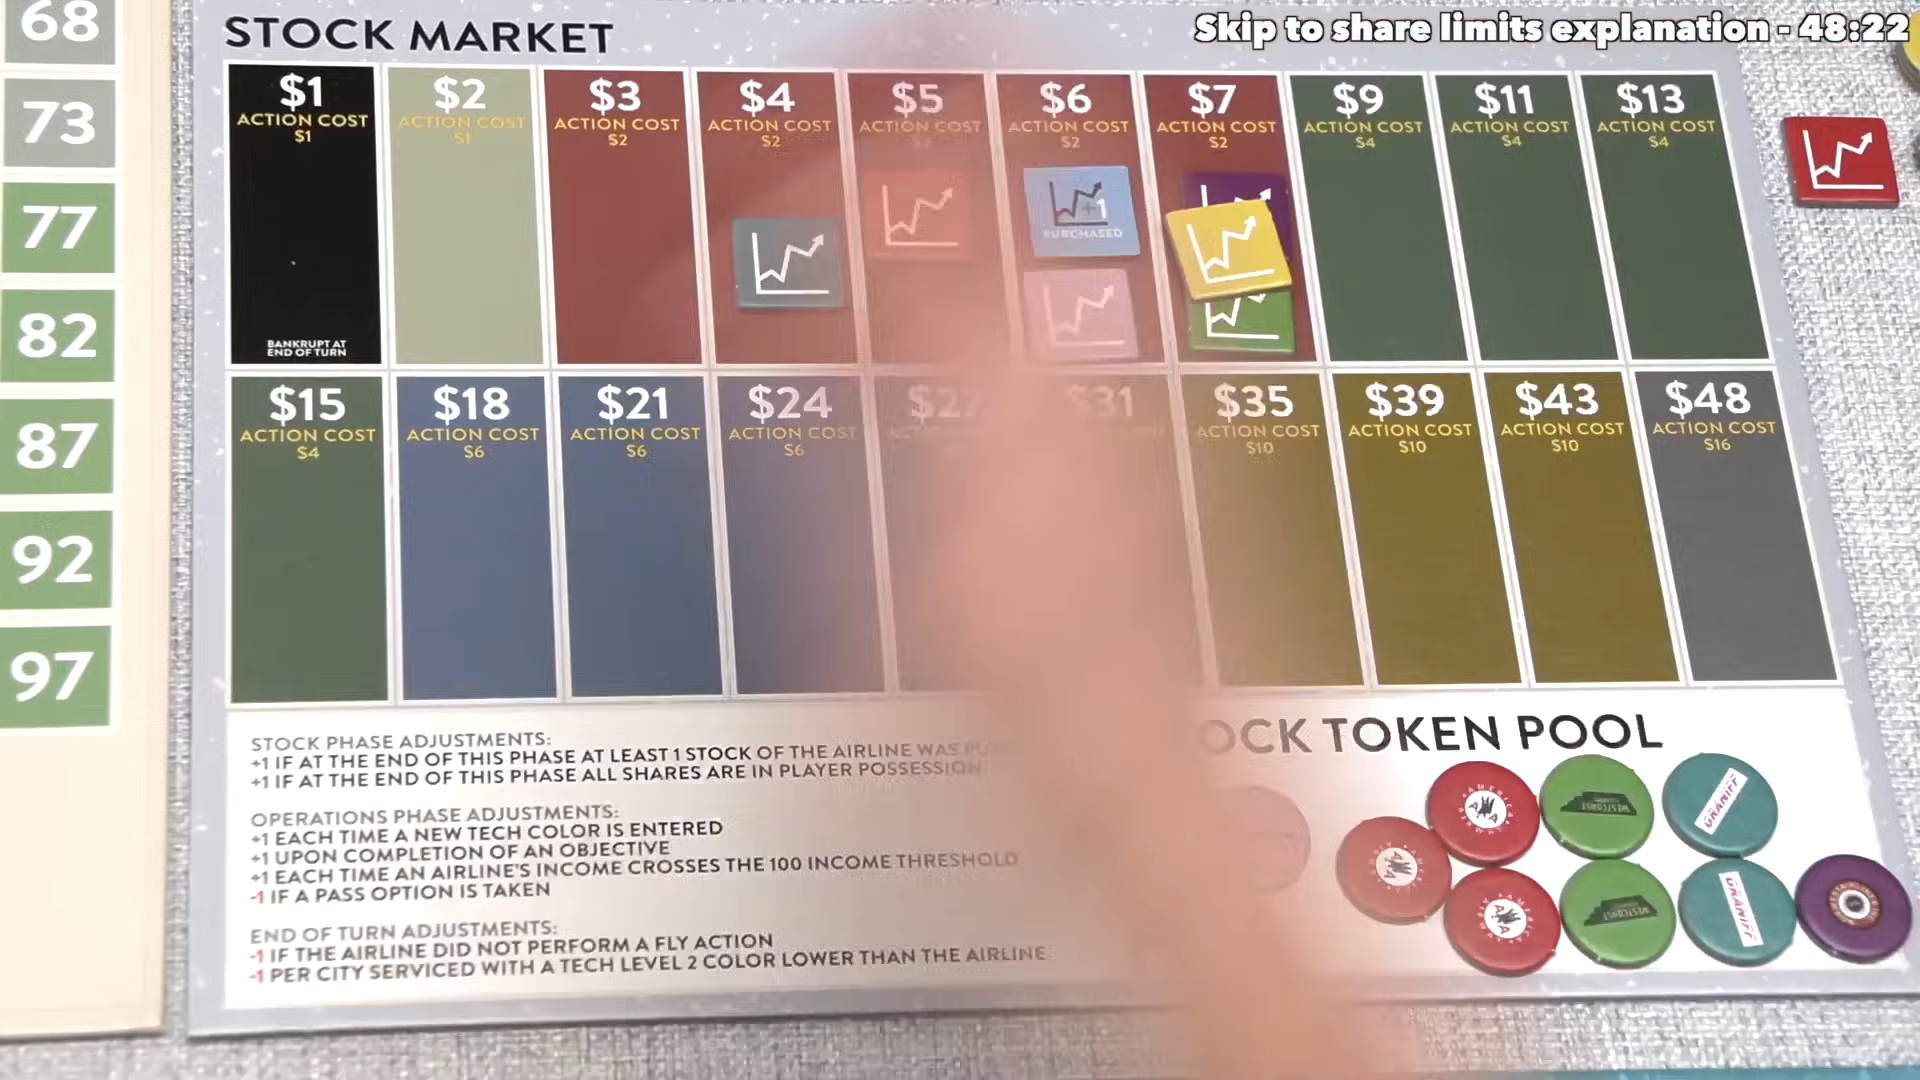 Skip to share limits explanation - 48:22
68
73
77
82
87
92
97
STOCK MARKET
$1
ACTION COST
$1
BANKRUPT AT
END OF TURN
$2
ACTION COST
$1
$3
ACTION COST
$2
$4
ACTION COST
$2
$5
ACTION COST
$6
ACTION COST
$2
+1
PURCHASED
$7
ACTION COST
$2
$9
ACTION COST
$4
$11
ACTION COST
$4
$13
ACTION COST
$4
$15
ACTION COST
$4
$18
ACTION COST
$6
$21
ACTION COST
$6
$24
ACTION COST
$6
$31
$35
ACTION COST
$10
$39
ACTION COST
$10
$43
ACTION COST
$10
$48
ACTION COST
$16
STOCK PHASE ADJUSTMENTS:
+1 IF AT THE END OF THIS PHASE AT LEAST 1 STOCK OF THE AIRLINE WAS
+1 IF AT THE END OF THIS PHASE ALL SHARES ARE IN PLAYER POSSESSION
OPERATIONS PHASE ADJUSTMENTS:
+1 EACH TIME A NEW TECH COLOR IS ENTERED
+1 UPON COMPLETION OF AN OBJECTIVE
+1 EACH TIME AN AIRLINE'S INCOME CROSSES THE 100 INCOME THRESHOLD
-1 IF A PASS OPTION IS TAKEN
END OF TURN ADJUSTMENTS:
-1 IF THE AIRLINE DID NOT PERFORM A FLY ACTION
-1 PER CITY SERVICED WITH A TECH LEVEL 2 COLOR LOWER THAN THE AIRLINE
OCK TOKEN POOL
GRANIFF
GRANIFF